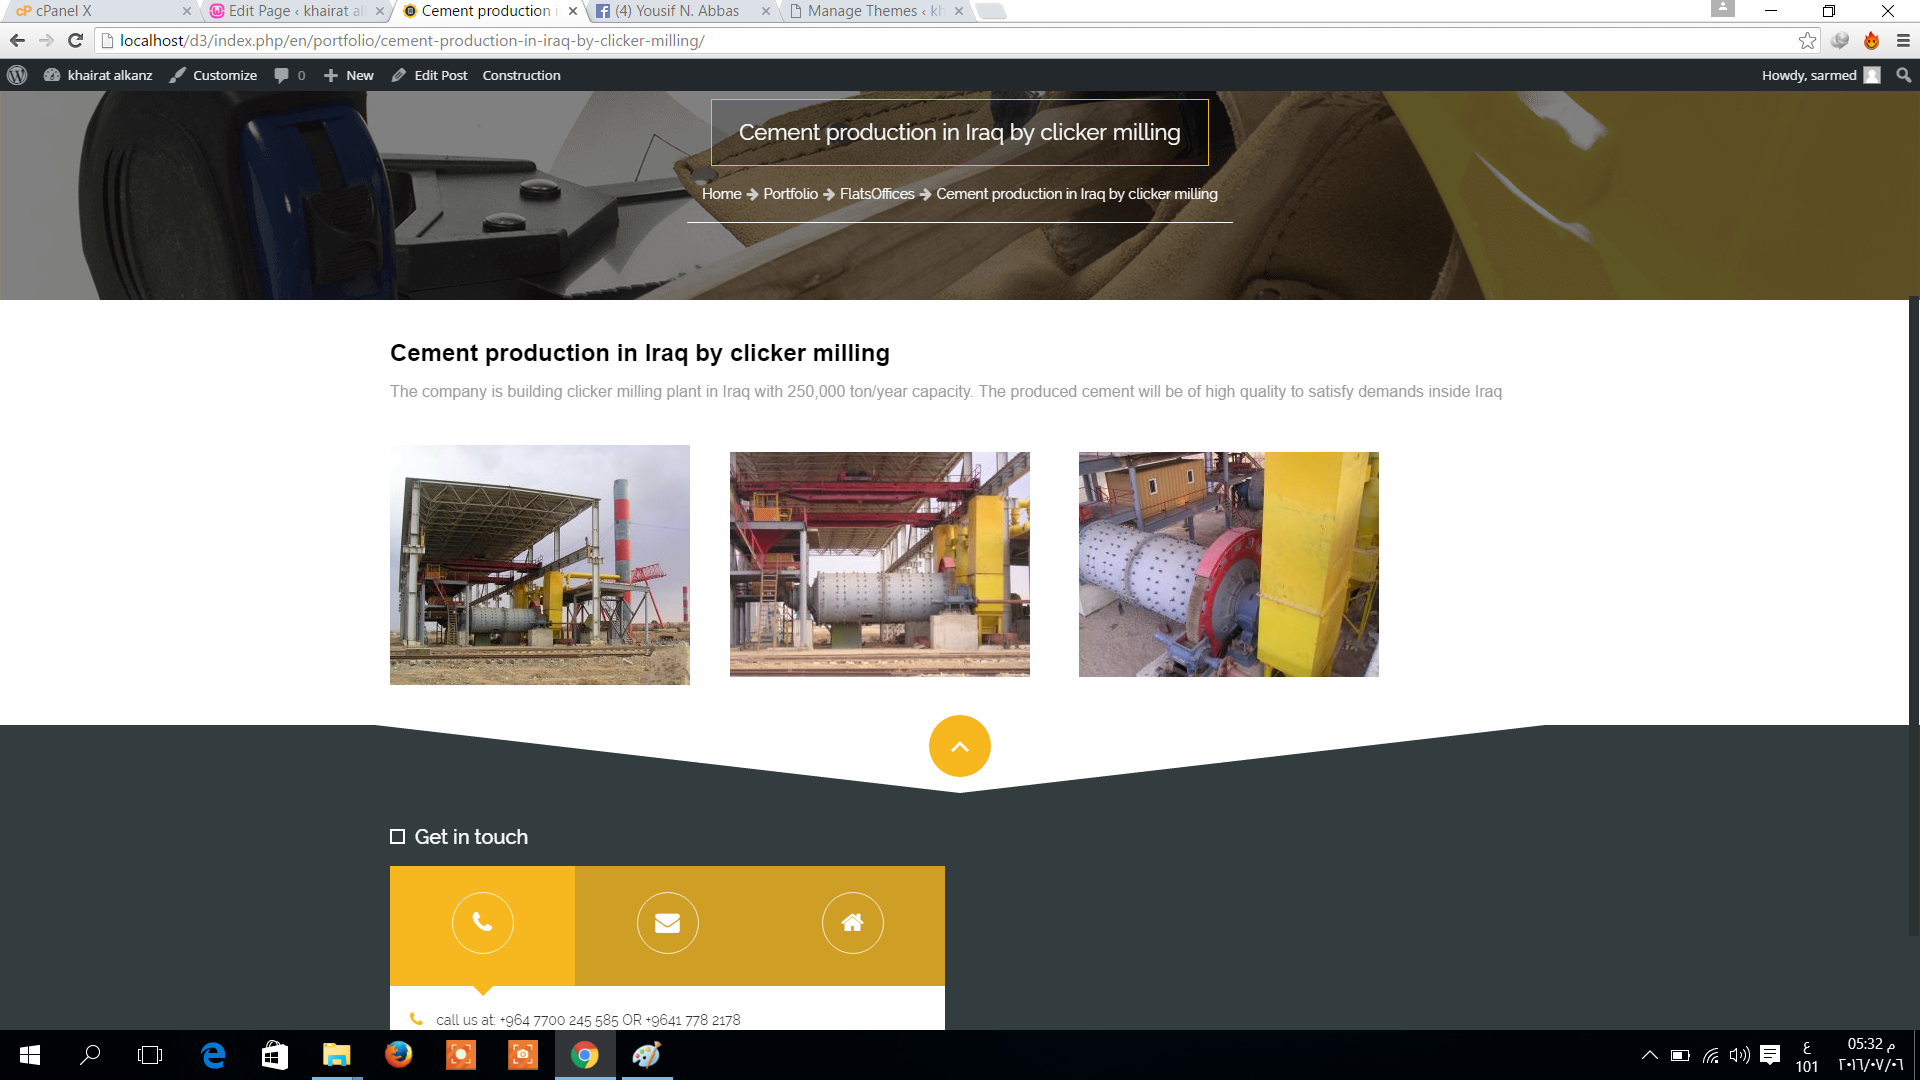 cPanel X
Edit Page ‹ khairat al
Cement production i
(4) Yousif N. Abbas
Manage Themes ‹ kh
localhost/d3/index.php/en/portfolio/cement-production-in-iraq-by-clicker-milling/
khairat alkanz
Customize
0
New
Edit Post
Construction
Howdy, sarmed
Cement production in Iraq by clicker milling
Home
Portfolio
FlatsOffices
Cement production in Iraq by clicker milling
Cement production in Iraq by clicker milling
The company is building clicker milling plant in Iraq with 250,000 ton/year capacity. The produced cement will be of high quality to satisfy demands inside Iraq
Get in touch
call us at: +964 7700 245 585 OR +9641 778 2178
ع
101
05:32 م
٢٠١٦/٠٧/٠٦